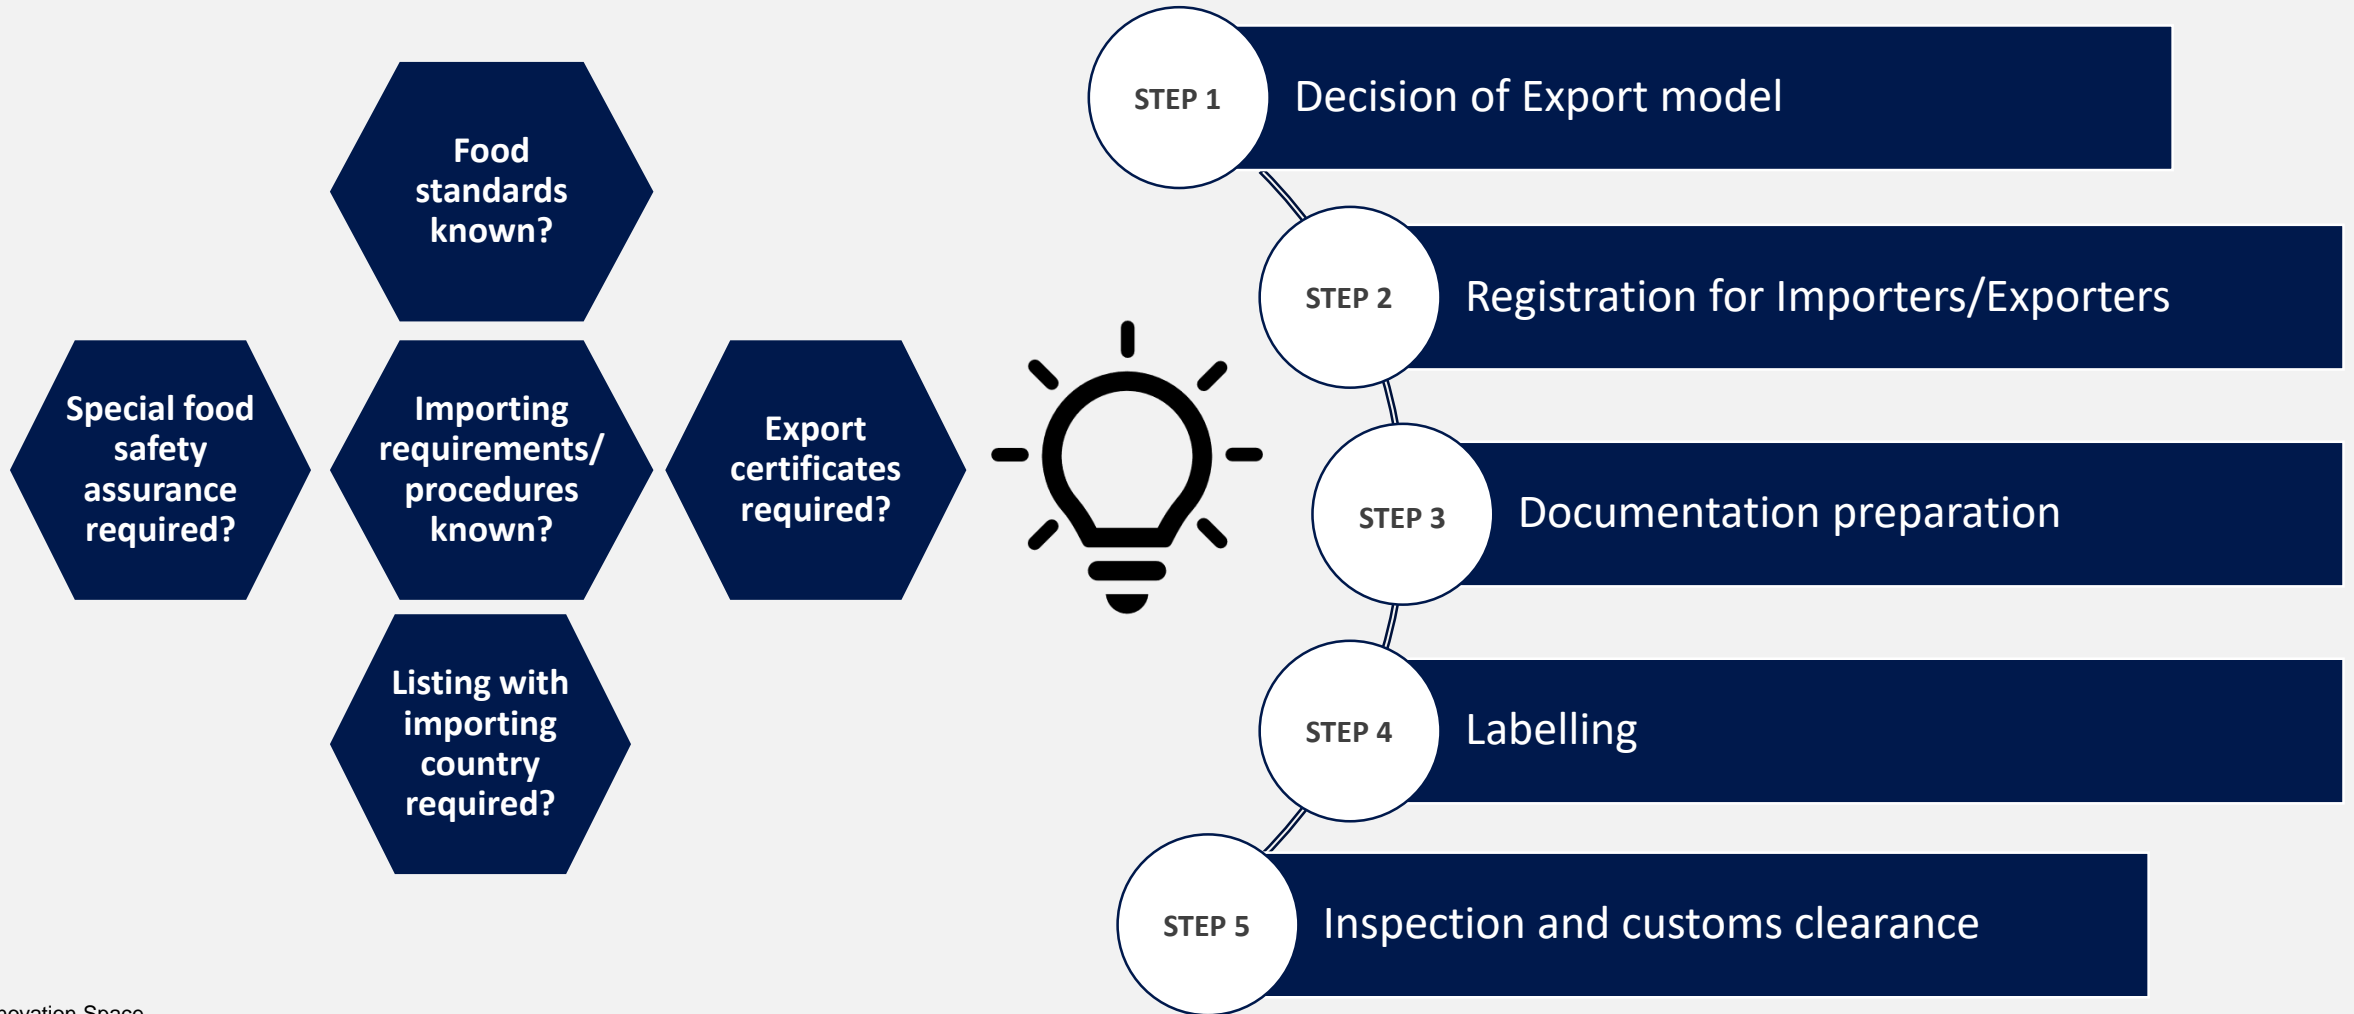 Food
standards
known?
Special food
safety
assurance
required?
Importing
requirements/
procedures
known?
Export
certificates
required?
Listing with
importing
country
required?
STEP 1
Decision of Export model
STEP 2
Registration for Importers/Exporters
STEP 3
Documentation preparation
STEP 4
Labelling
STEP 5
Inspection and customs clearance
Space